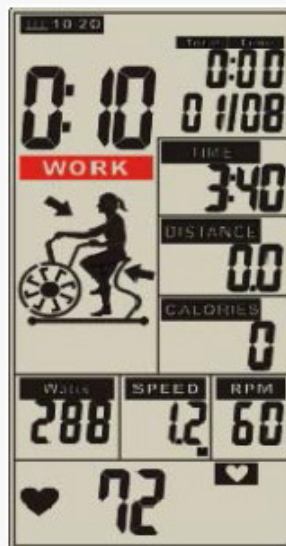 10:20
Total Time
0:10
0:00
01/08
WORK
TIME
3:40
DISTANCE
0.0
CALORIES
0
Watts SPEED RPM
288 1.2 60
72